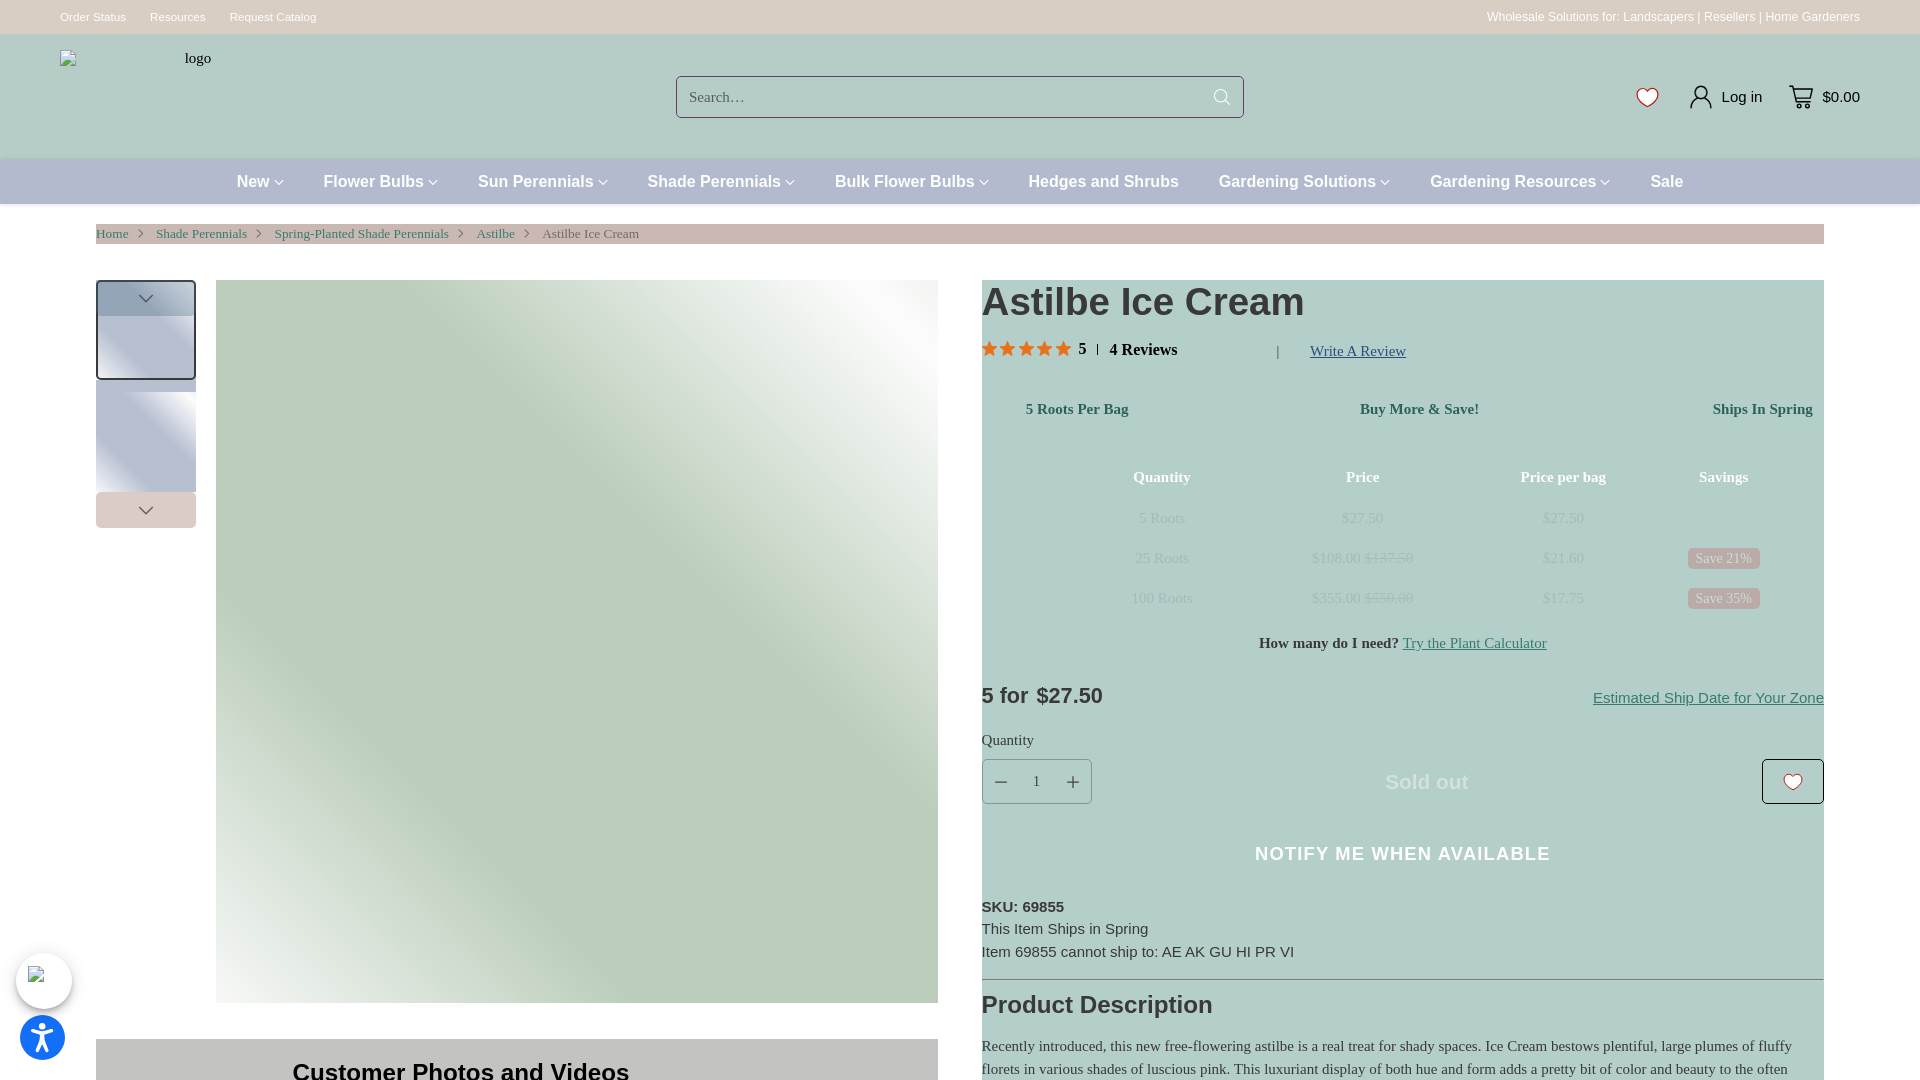 Order Status Resources Request Catalog Wholesale Solutions for: Landscapers | Resellers | Home Gardeners
logo
Search… Log in $0.00
New Flower Bulbs Sun Perennials Shade Perennials Bulk Flower Bulbs Hedges and Shrubs Gardening Solutions Gardening Resources Sale
Home Shade Perennials Spring-Planted Shade Perennials Astilbe Astilbe Ice Cream
Astilbe Ice Cream
5 | 4 Reviews | Write A Review
5 Roots Per Bag Buy More & Save! Ships In Spring
Quantity Price Price per bag Savings
5 Roots $27.50 $27.50
25 Roots $108.00 $137.50 $21.60 Save 21%
100 Roots $355.00 $550.00 $17.75 Save 35%
How many do I need? Try the Plant Calculator
5 for $27.50 Estimated Ship Date for Your Zone
Quantity
1 Sold out
NOTIFY ME WHEN AVAILABLE
SKU: 69855
This Item Ships in Spring
Item 69855 cannot ship to: AE AK GU HI PR VI
Product Description
Recently introduced, this new free-flowering astilbe is a real treat for shady spaces. Ice Cream bestows plentiful, large plumes of fluffy
florets in various shades of luscious pink. This luxuriant display of both hue and form adds a pretty bit of color and beauty to the often
Customer Photos and Videos